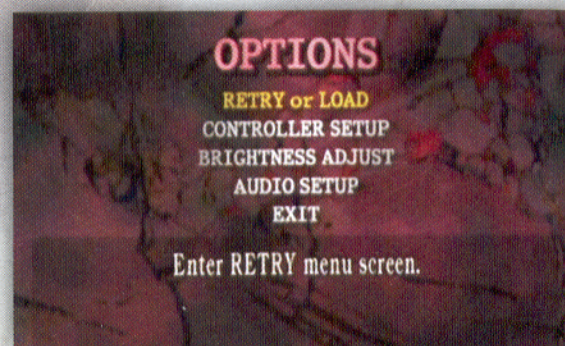 OPTIONS
RETRY or LOAD
CONTROLLER SETUP
BRIGHTNESS ADJUST
AUDIO SETUP
EXIT
Enter RETRY menu screen.